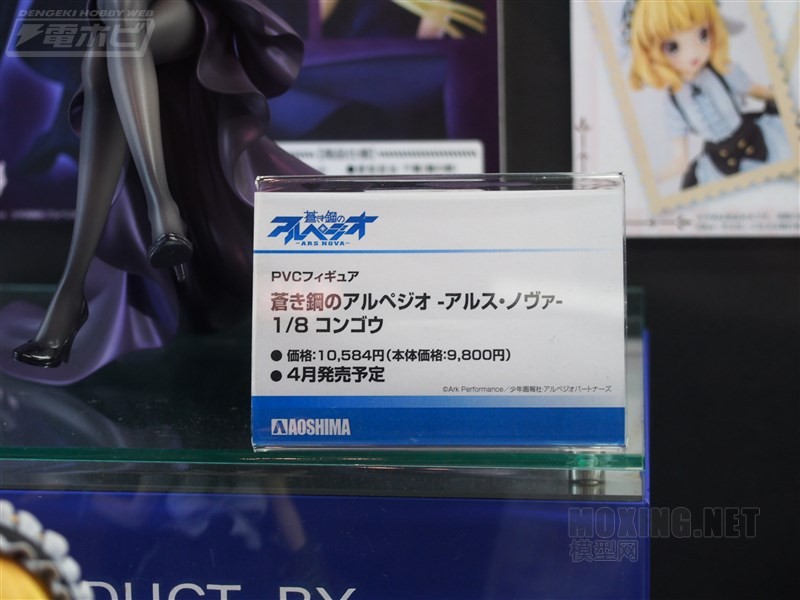 DENGEKI HOBBY WEB
電ホビ
蒼き鋼の
アルペジオ
-ARS NOVA-
PVCフィギュア
蒼き鋼のアルペジオ -アルス・ノヴァ-
1/8 コンゴウ
● 価格:10,584円(本体価格:9,800円)
● 4月発売予定
©Ark Performance/少年画報社・アルペジオパートナーズ
AOSHIMA
MOXING.NET
模型网
DUCT BY